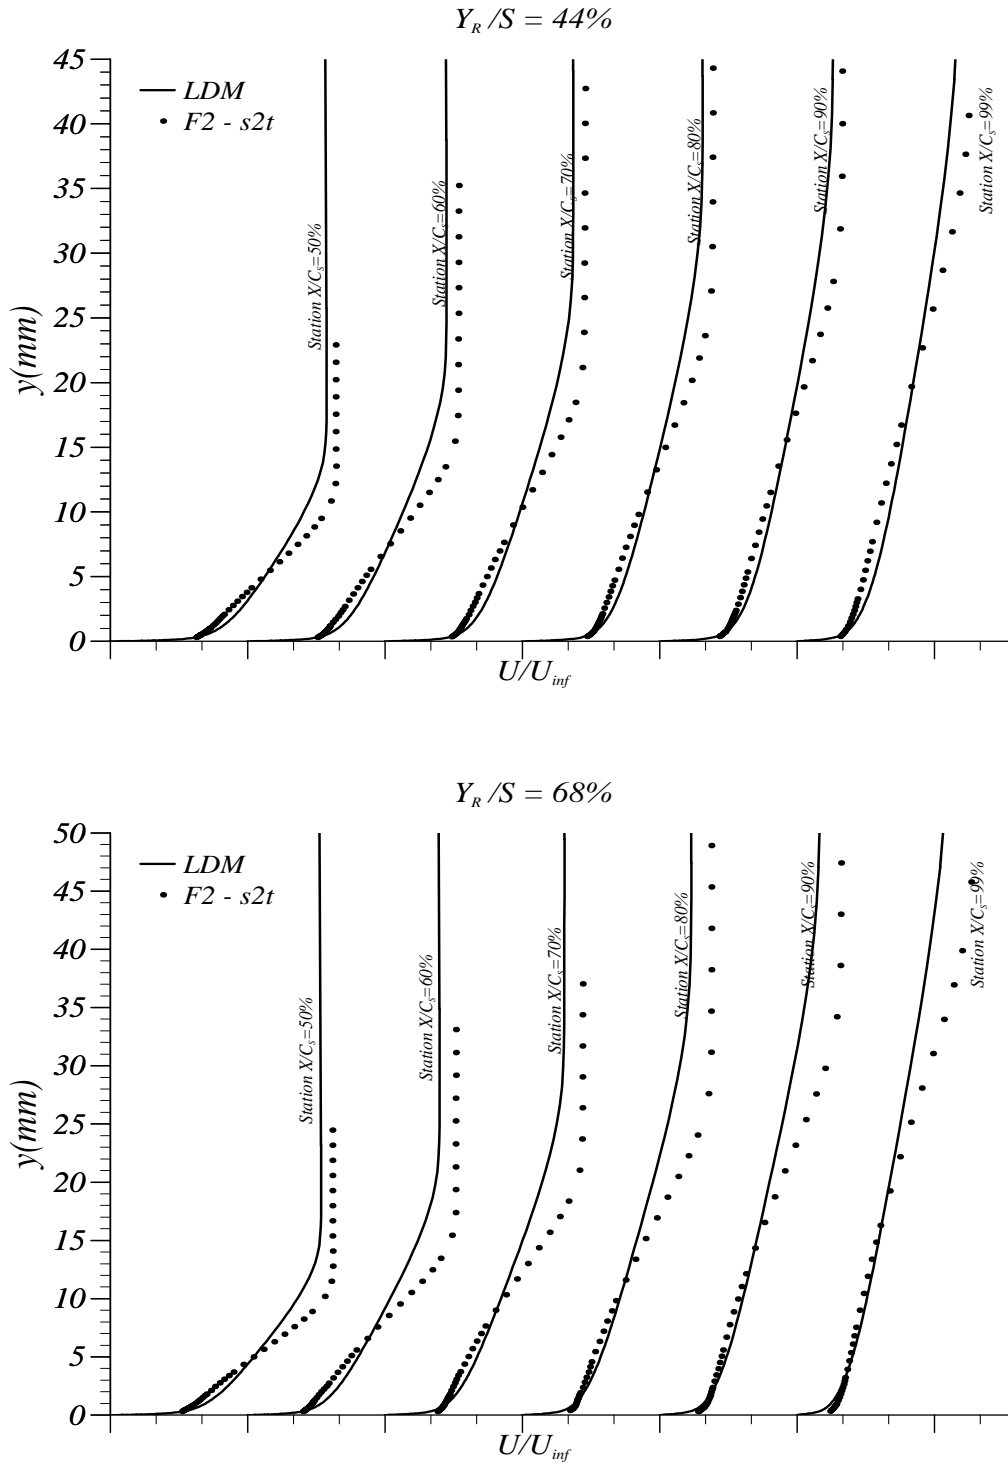 Y_R /S = 44%
45
40
35
30
25
20
15
10
5
0
y(mm)
LDM
F2 - s2t
Station X/C_s=50%
Station X/C_s=60%
Station X/C_s=70%
Station X/C_s=80%
Station X/C_s=90%
Station X/C_s=99%
U/U_inf
Y_R /S = 68%
50
45
40
35
30
25
20
15
10
5
0
y(mm)
LDM
F2 - s2t
Station X/C_s=50%
Station X/C_s=60%
Station X/C_s=70%
Station X/C_s=80%
Station X/C_s=90%
Station X/C_s=99%
U/U_inf